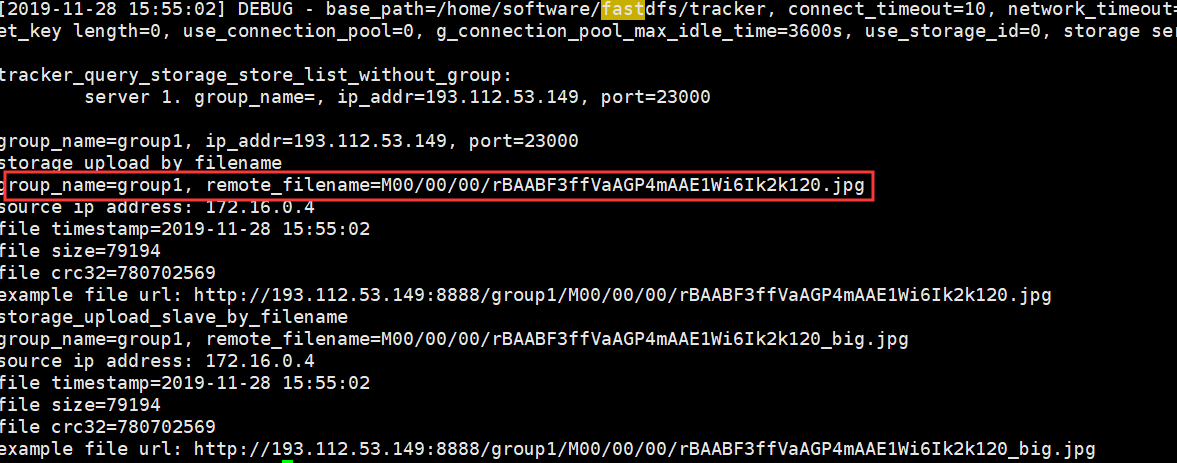 [2019-11-28 15:55:02] DEBUG - base_path=/home/software/fastdfs/tracker, connect_timeout=10, network_timeout=
et_key length=0, use_connection_pool=0, g_connection_pool_max_idle_time=3600s, use_storage_id=0, storage ser
tracker_query_storage_store_list_without_group:
server 1. group_name=, ip_addr=193.112.53.149, port=23000
group_name=group1, ip_addr=193.112.53.149, port=23000
storage_upload_by_filename
group_name=group1, remote_filename=M00/00/00/rBAABF3ffVaAGP4mAAE1Wi6Ik2k120.jpg
source ip address: 172.16.0.4
file timestamp=2019-11-28 15:55:02
file size=79194
file crc32=780702569
example file url: http://193.112.53.149:8888/group1/M00/00/00/rBAABF3ffVaAGP4mAAE1Wi6Ik2k120.jpg
storage_upload_slave_by_filename
group_name=group1, remote_filename=M00/00/00/rBAABF3ffVaAGP4mAAE1Wi6Ik2k120_big.jpg
source ip address: 172.16.0.4
file timestamp=2019-11-28 15:55:02
file size=79194
file crc32=780702569
example file url: http://193.112.53.149:8888/group1/M00/00/00/rBAABF3ffVaAGP4mAAE1Wi6Ik2k120_big.jpg